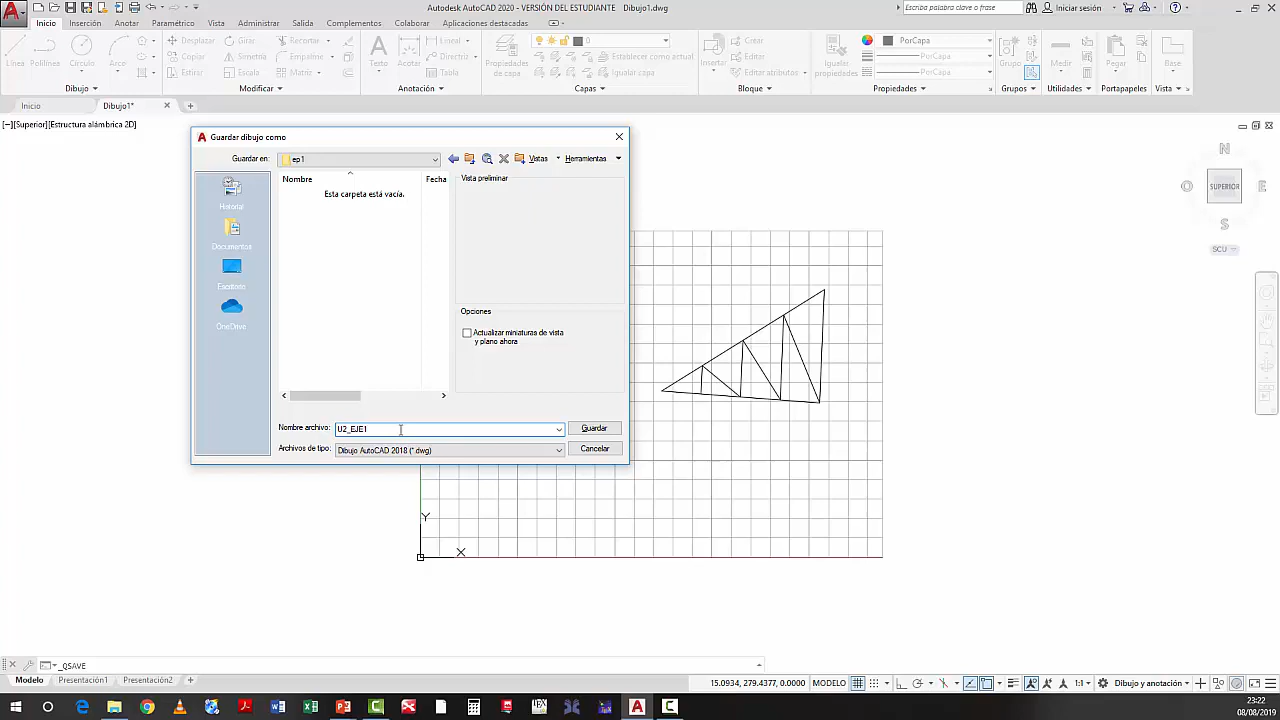 Autodesk AutoCAD 2020 - VERSIÓN DEL ESTUDIANTE Dibujo1.dwg
Escriba palabra clave o frase
Iniciar sesión
Inicio Inserción Anotar Paramétrico Vista Administrar Salida Complementos Colaborar Aplicaciones destacadas
Línea Polilínea Círculo Arco
Desplazar Girar Recortar
Copiar Simetría Empalme
Estirar Escala Matriz
Texto Acotar
Lineal
Directriz
Tabla
Propiedades de capa
0
Establecer como actual
Igualar capa
Insertar
Crear
Editar
Editar atributos
Igualar propiedades
PorCapa
PorCapa
PorCapa
Grupo Medir Pegar Base
Dibujo Modificar Anotación Capas Bloque Propiedades Grupos Utilidades Portapapeles Vista
Inicio Dibujo1*
[−][Superior][Estructura alámbrica 2D]
Guardar dibujo como
Guardar en: ep1
Vistas Herramientas
Nombre Fecha
Esta carpeta está vacía.
Vista preliminar
Historial
Documentos
Escritorio
OneDrive
Opciones
Actualizar miniaturas de vista
y plano ahora
Nombre archivo: U2_EJE1
Guardar
Archivos de tipo: Dibujo AutoCAD 2018 (*.dwg)
Cancelar
N
O SUPERIOR E
S
SCU
Y
X
_QSAVE
Modelo Presentación1 Presentación2
15.0934, 279.4377, 0.0000 MODELO
1:1
Dibujo y anotación
23:22
08/08/2019